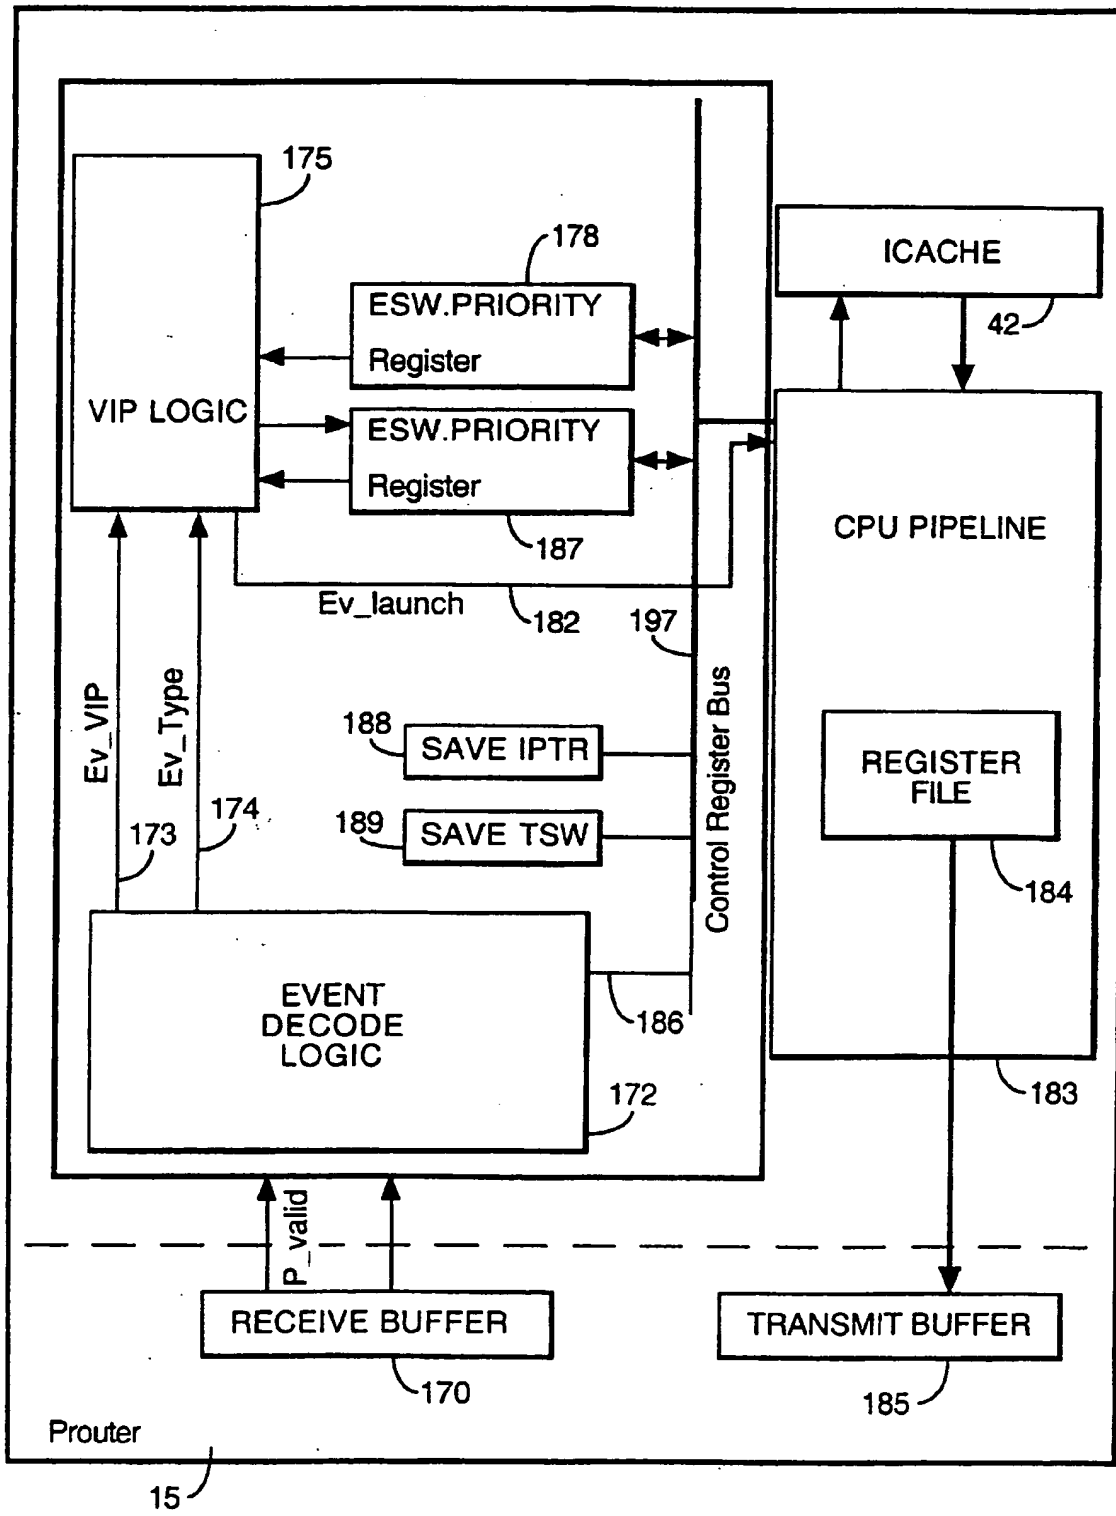 175
178
ICACHE
42
ESW.PRIORITY
Register
VIP LOGIC
ESW.PRIORITY
Register
187
CPU PIPELINE
Ev_launch
182
197
Ev_VIP
Ev_Type
Control Register Bus
188
SAVE IPTR
REGISTER
FILE
189
SAVE TSW
173
174
184
EVENT
DECODE
LOGIC
186
172
183
P_valid
RECEIVE BUFFER
TRANSMIT BUFFER
170
185
Prouter
15